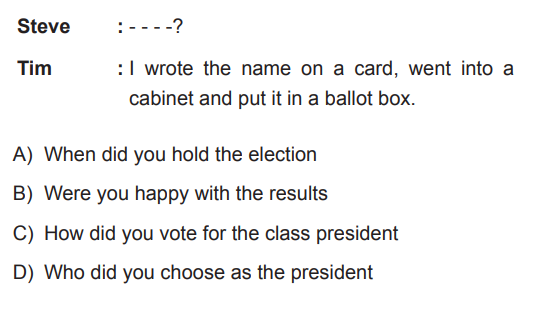 Steve : - - - -?
Tim : I wrote the name on a card, went into a
cabinet and put it in a ballot box.
A) When did you hold the election
B) Were you happy with the results
C) How did you vote for the class president
D) Who did you choose as the president